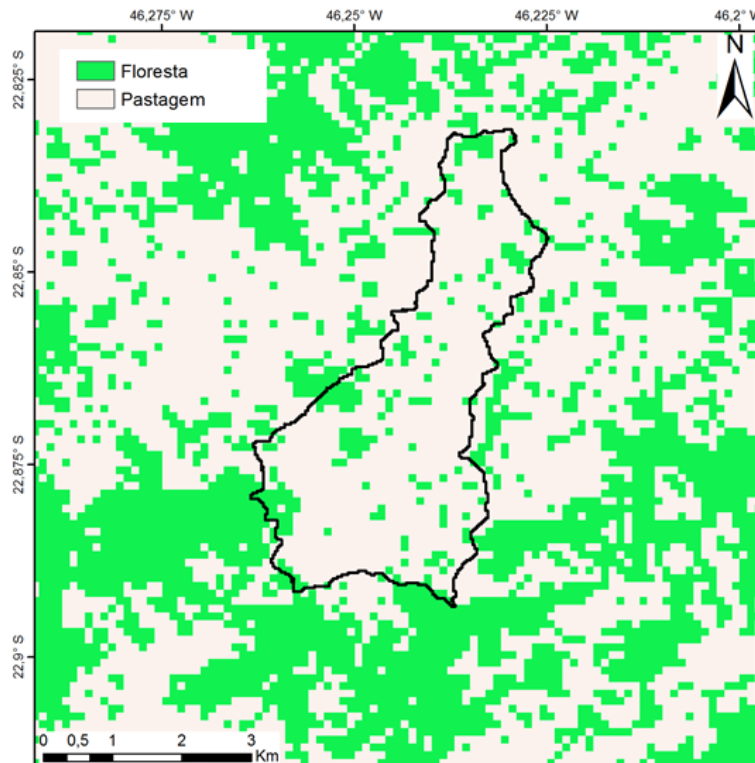 46,275° W 46,25° W 46,225° W 46,2° W
N
Floresta
Pastagem
22,825° S
22,85° S
22,875° S
22,9° S
0 0,5 1 2 3
Km